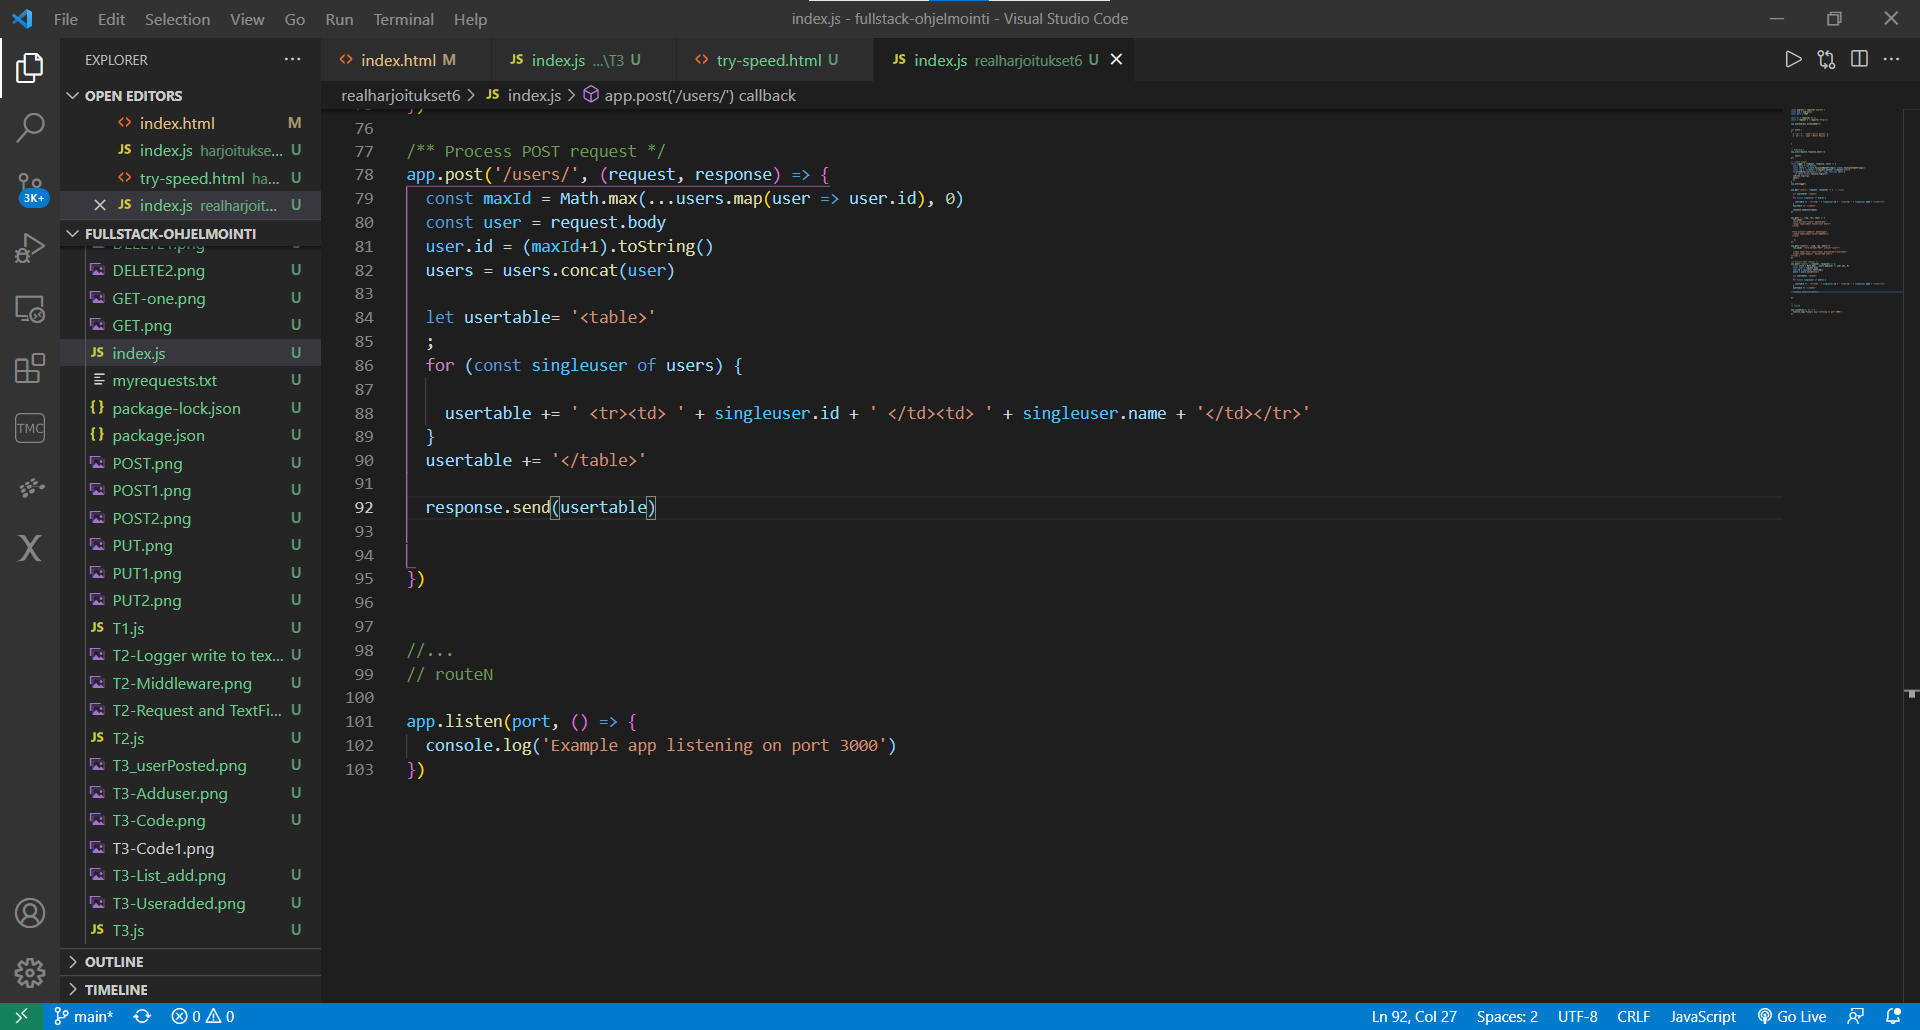 File Edit Selection View Go Run Terminal Help
index.js - fullstack-ohjelmointi - Visual Studio Code
EXPLORER
OPEN EDITORS
index.html M
index.js harjoitukse... U
try-speed.html ha... U
index.js realharjoit... U
FULLSTACK-OHJELMOINTI
DELETE2.png U
GET-one.png U
GET.png U
index.js U
myrequests.txt U
package-lock.json U
package.json U
POST.png U
POST1.png U
POST2.png U
PUT.png U
PUT1.png U
PUT2.png U
T1.js U
T2-Logger write to tex... U
T2-Middleware.png U
T2-Request and TextFi... U
T2.js U
T3_userPosted.png U
T3-Adduser.png U
T3-Code.png U
T3-Code1.png
T3-List_add.png U
T3-Useradded.png U
T3.js U
OUTLINE
TIMELINE
3K+
TMC
index.html M
index.js ...\T3 U
try-speed.html U
index.js realharjoitukset6 U
realharjoitukset6 > index.js > app.post('/users/') callback
76
77 /** Process POST request */
78 app.post('/users/', (request, response) => {
79 const maxId = Math.max(...users.map(user => user.id), 0)
80 const user = request.body
81 user.id = (maxId+1).toString()
82 users = users.concat(user)
83
84 let usertable= '<table>'
85 ;
86 for (const singleuser of users) {
87
88 usertable += ' <tr><td> ' + singleuser.id + ' </td><td> ' + singleuser.name + '</td></tr>'
89 }
90 usertable += '</table>'
91
92 response.send(usertable)
93
94
95 })
96
97
98 //...
99 // routeN
100
101 app.listen(port, () => {
102 console.log('Example app listening on port 3000')
103 })
main* 0 0
Ln 92, Col 27 Spaces: 2 UTF-8 CRLF JavaScript Go Live